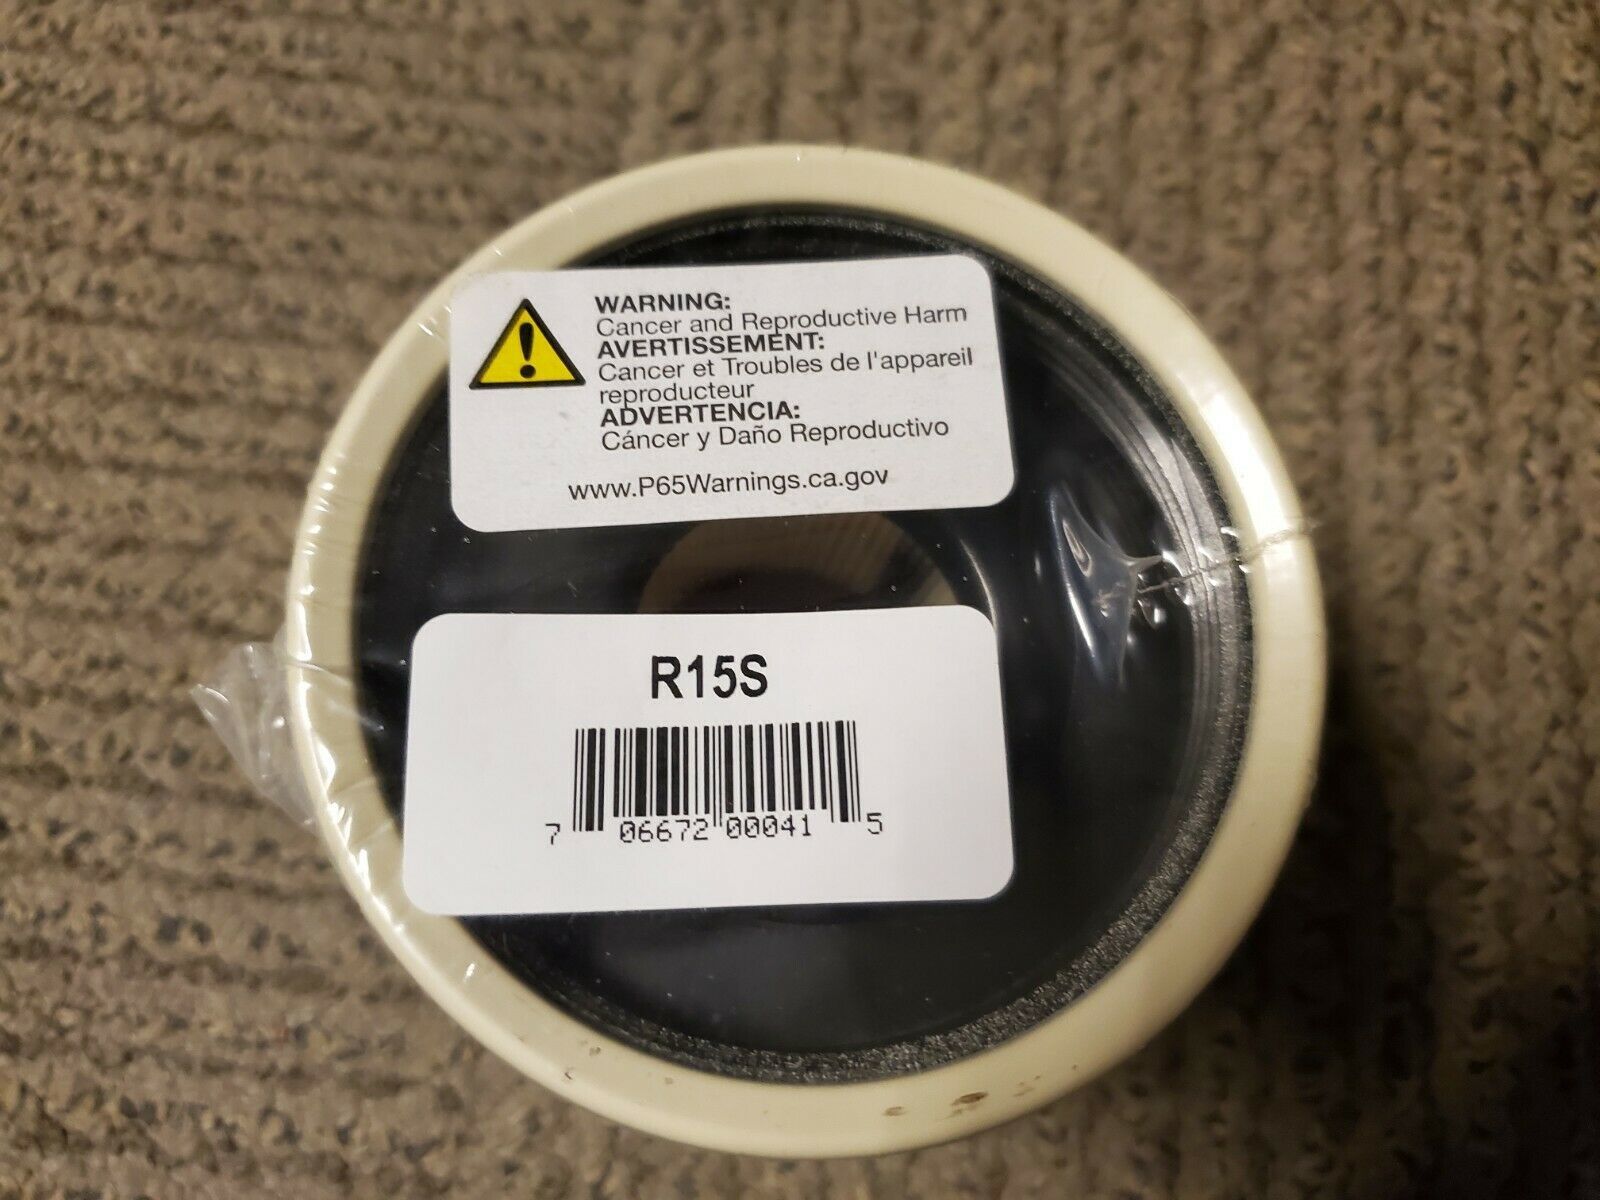 WARNING:
Cancer and Reproductive Harm
AVERTISSEMENT:
Cancer et Troubles de l'appareil
reproducteur
ADVERTENCIA:
Cáncer y Daño Reproductivo
www.P65Warnings.ca.gov
R15S
7 06672 00041 5